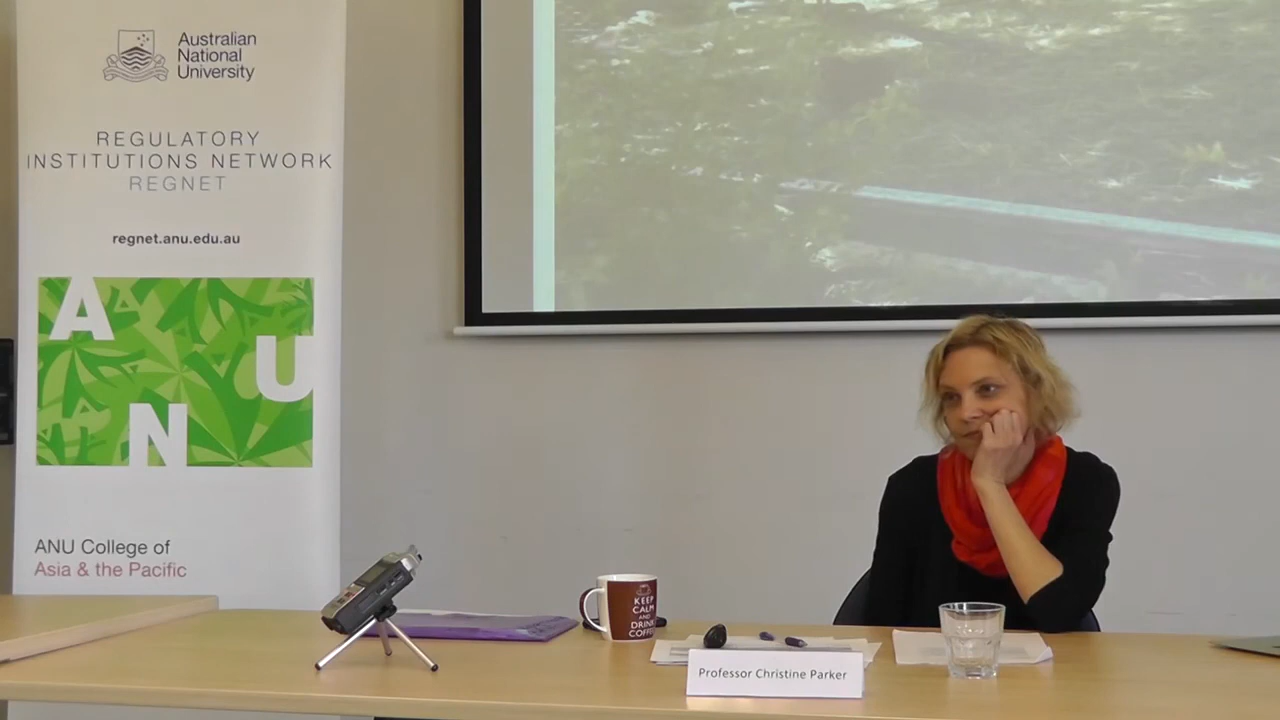 Australian
National
University
REGULATORY
INSTITUTIONS NETWORK
REGNET
regnet.anu.edu.au
A
U
N
ANU College of
Asia & the Pacific
KEEP
CALM
AND
DRINK
COFFEE
Professor Christine Parker